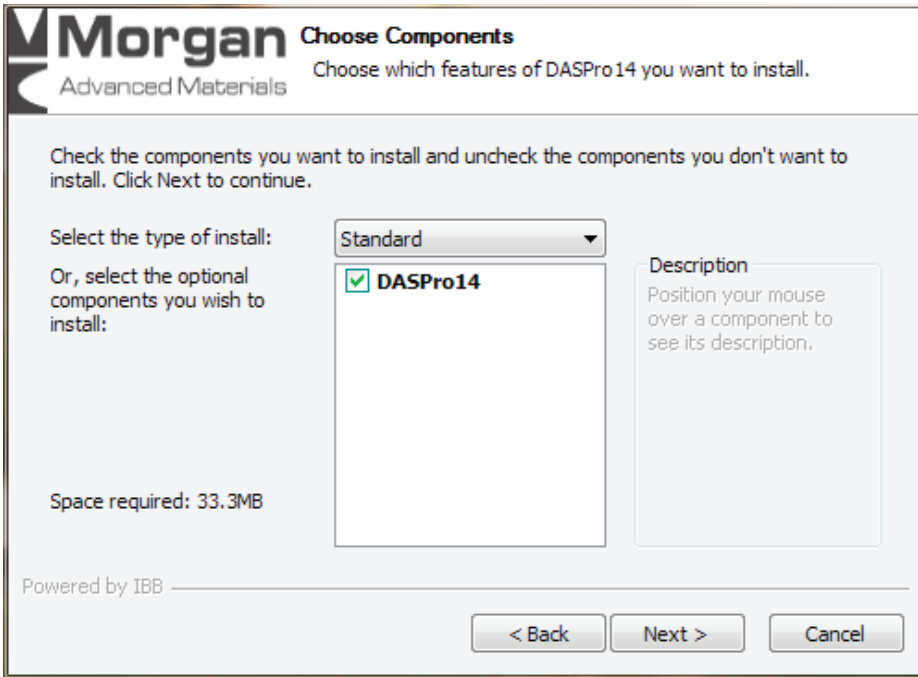 Morgan
Advanced Materials
Choose Components
Choose which features of DASPro14 you want to install.
Check the components you want to install and uncheck the components you don't want to
install. Click Next to continue.
Select the type of install:
Standard
Or, select the optional
components you wish to
install:
DASPro14
Description
Position your mouse
over a component to
see its description.
Space required: 33.3MB
Powered by IBB
< Back
Next >
Cancel